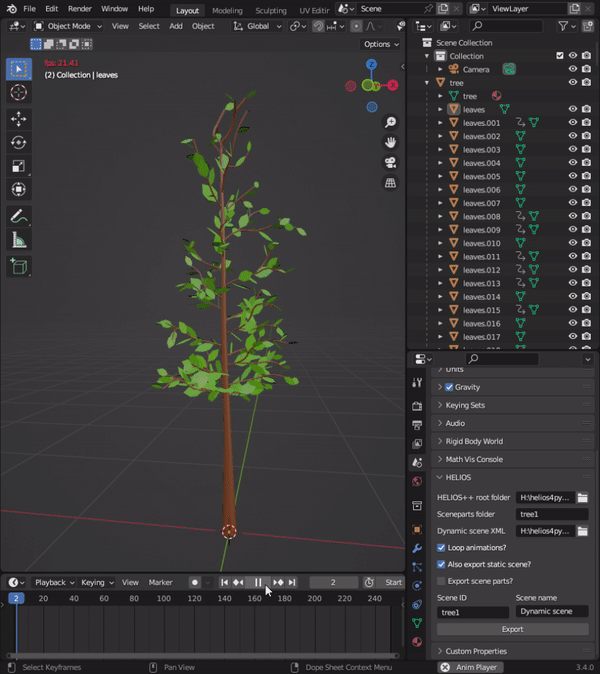 File Edit Render Window Help Layout Modeling Sculpting UV Editin Scene ViewLayer
Object Mode View Select Add Object Global
Options
fps: 21.41
(2) Collection | leaves
Z
Scene Collection
Collection
Camera
tree
tree
leaves
leaves.001
leaves.002
leaves.003
leaves.004
leaves.005
leaves.006
leaves.007
leaves.008
leaves.009
leaves.010
leaves.011
leaves.012
leaves.013
leaves.014
leaves.015
leaves.016
leaves.017
Units
Gravity
Keying Sets
Audio
Rigid Body World
Math Vis Console
HELIOS
HELIOS++ root folder H:\helios4py...
Sceneparts folder tree1
Dynamic scene XML H:\helios4py...
Loop animations?
Also export static scene?
Export scene parts?
Scene ID Scene name
tree1 Dynamic scene
Export
Custom Properties
Playback Keying View Marker 2 Start
2 20 40 60 80 100 120 140 160 180 200 220 240
Select Keyframes Pan View Dope Sheet Context Menu Anim Player 3.4.0